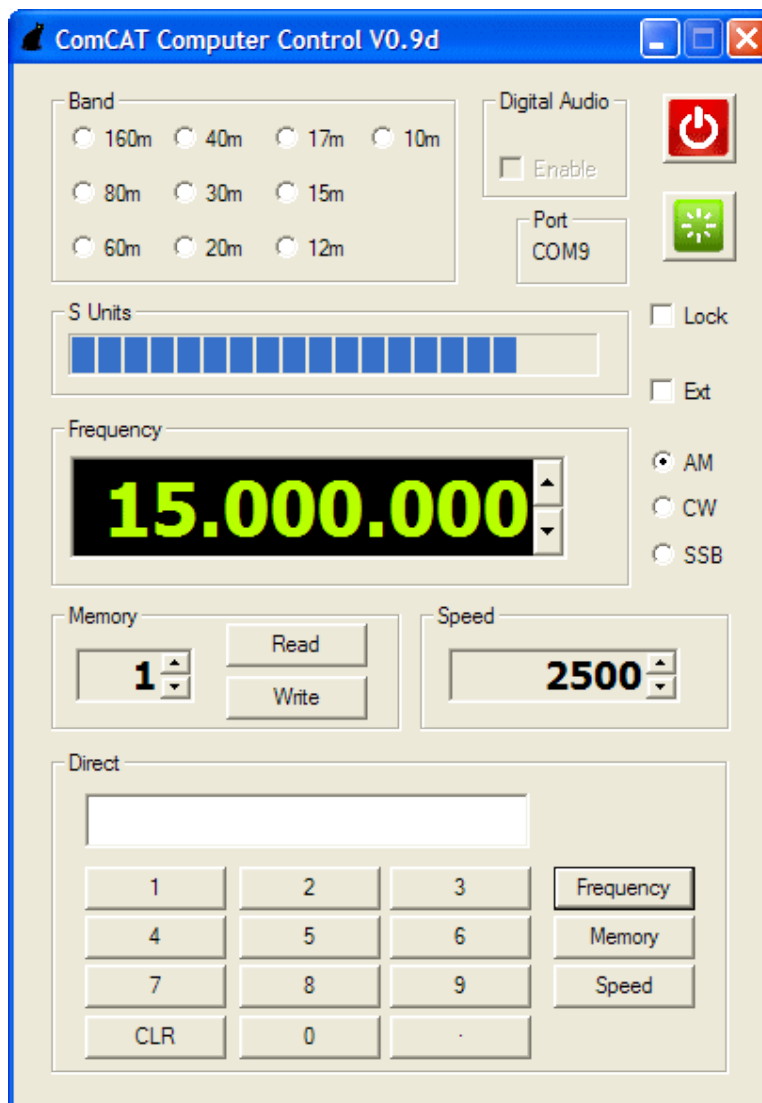 ComCAT Computer Control V0.9d
Band
160m 40m 17m 10m
80m 30m 15m
60m 20m 12m
Digital Audio
Enable
Port
COM9
S Units
Lock
Ext
Frequency
15.000.000
AM
CW
SSB
Memory
1
Read
Write
Speed
2500
Direct
1 2 3 Frequency
4 5 6 Memory
7 8 9 Speed
CLR 0 .